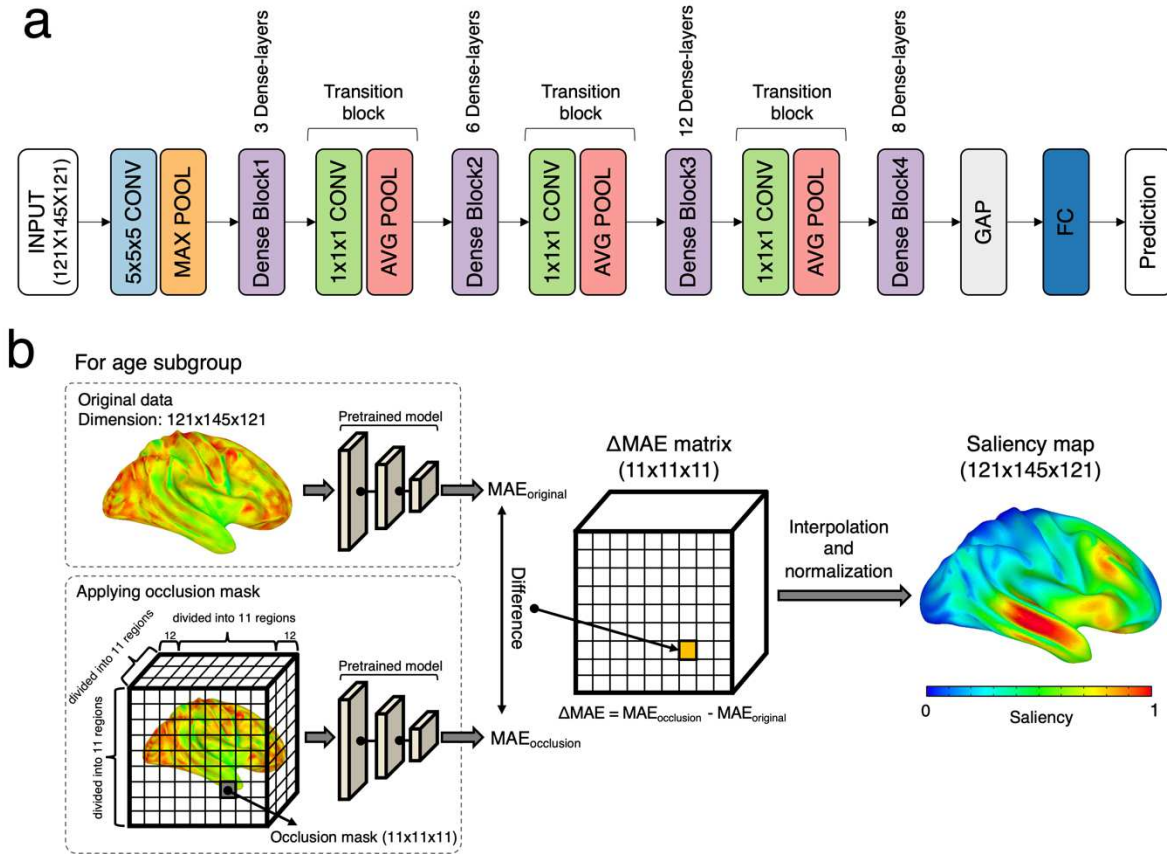 a
3 Dense-layers
6 Dense-layers
12 Dense-layers
8 Dense-layers
Transition
block
Transition
block
Transition
block
INPUT
(121X145X121)
5x5x5 CONV
MAX POOL
Dense Block1
1x1x1 CONV
AVG POOL
Dense Block2
1x1x1 CONV
AVG POOL
Dense Block3
1x1x1 CONV
AVG POOL
Dense Block4
GAP
FC
Prediction
b
For age subgroup
Original data
Dimension: 121x145x121
Pretrained model
MAEoriginal
Applying occlusion mask
divided into 11 regions
12
divided into 11 regions
12
divided into 11 regions
Pretrained model
MAEocclusion
Occlusion mask (11x11x11)
Difference
ΔMAE matrix
(11x11x11)
ΔMAE = MAEocclusion - MAEoriginal
Interpolation
and
normalization
Saliency map
(121x145x121)
0
1
Saliency